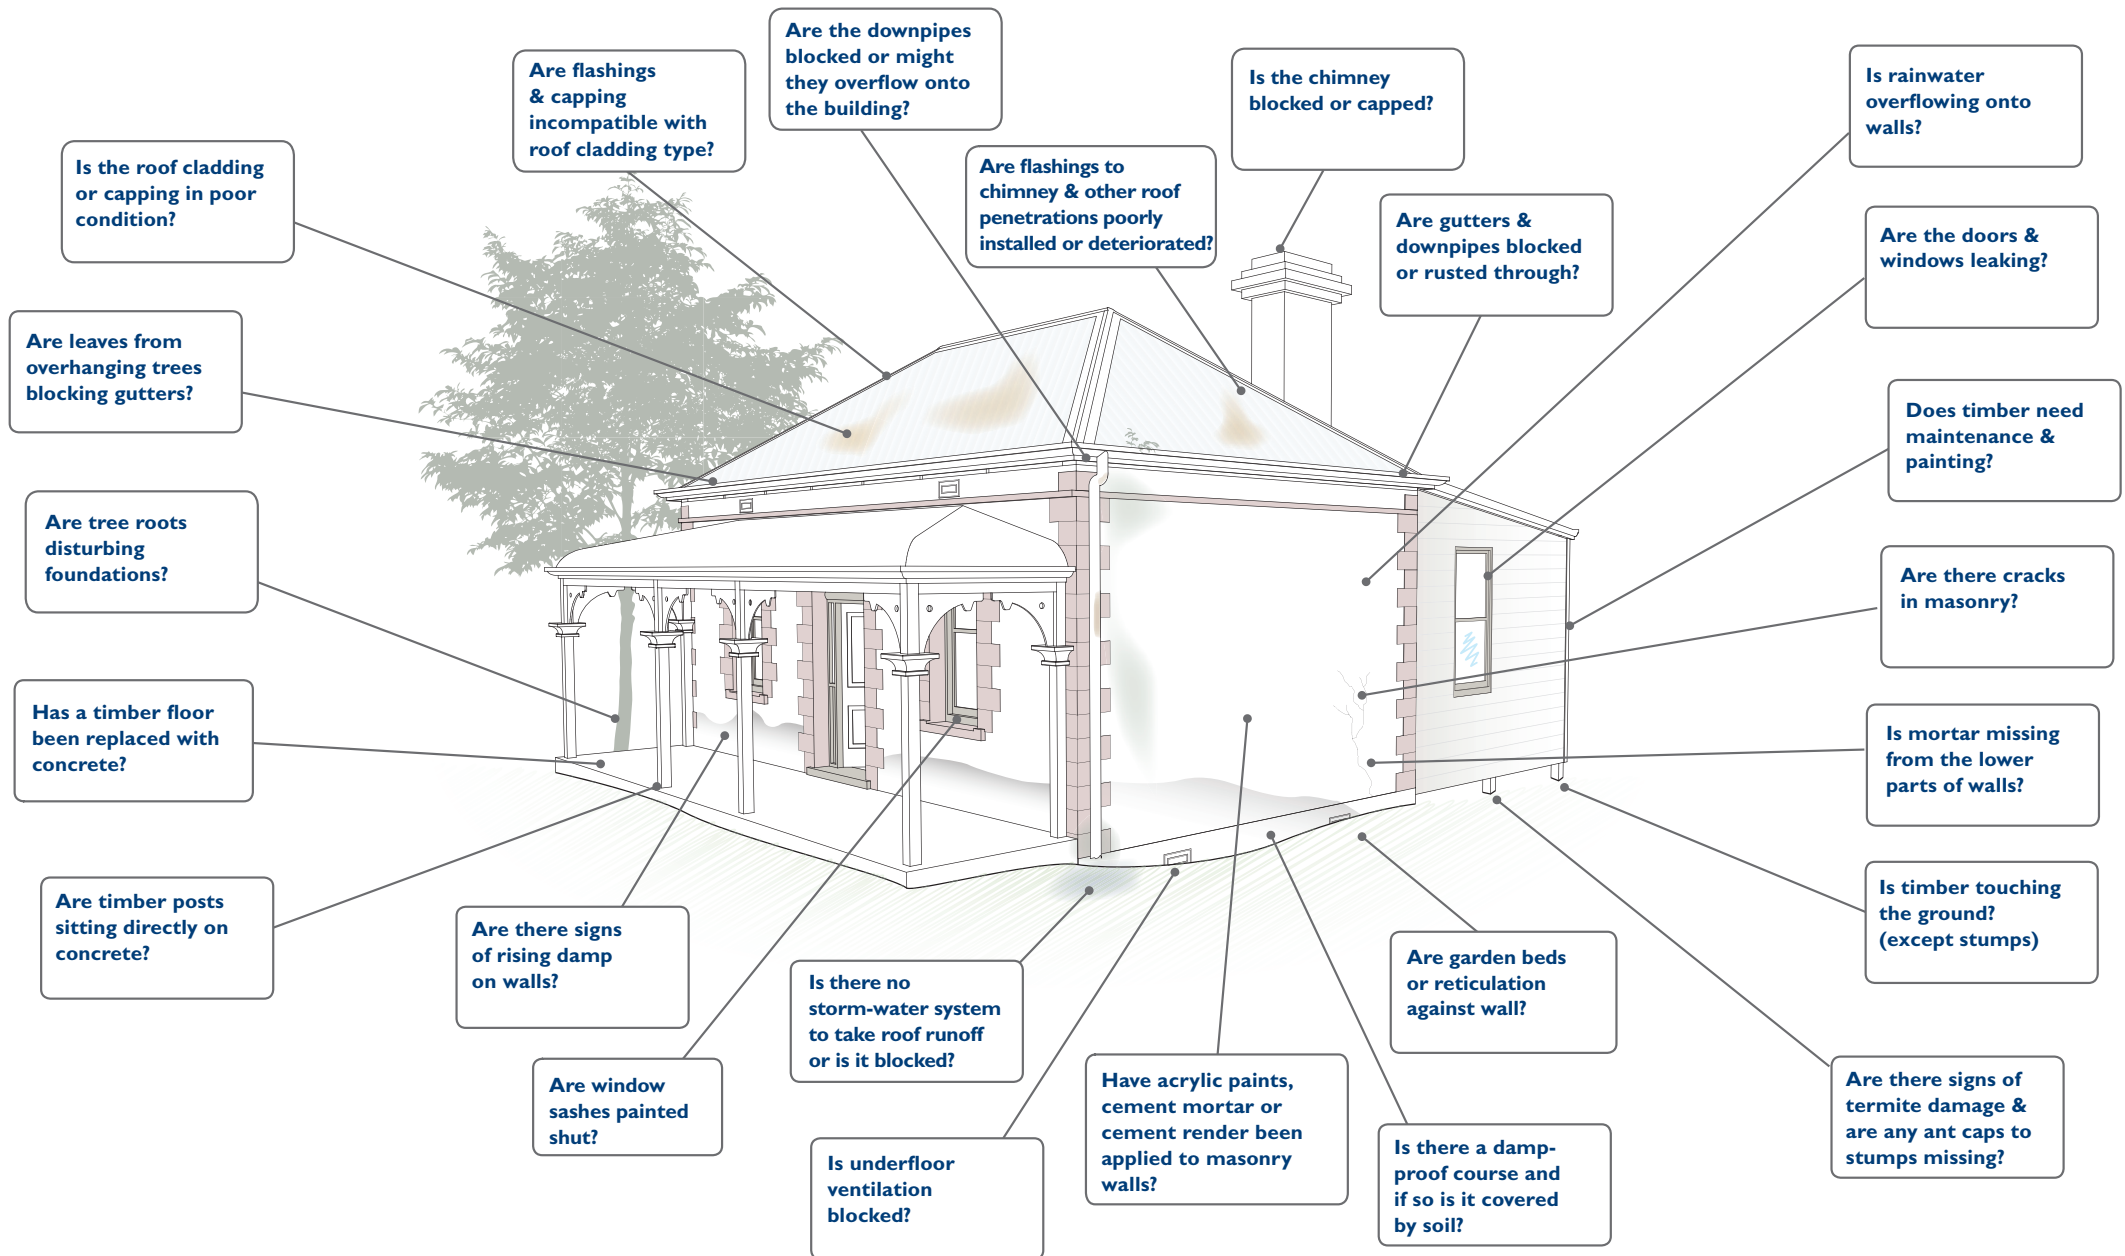 Are the downpipes
blocked or might
they overflow onto
the building?
Are flashings
& capping
incompatible with
roof cladding type?
Is the chimney
blocked or capped?
Is rainwater
overflowing onto
walls?
Is the roof cladding
or capping in poor
condition?
Are flashings to
chimney & other roof
penetrations poorly
installed or deteriorated?
Are gutters &
downpipes blocked
or rusted through?
Are the doors &
windows leaking?
Are leaves from
overhanging trees
blocking gutters?
Does timber need
maintenance &
painting?
Are tree roots
disturbing
foundations?
Are there cracks
in masonry?
Has a timber floor
been replaced with
concrete?
Is mortar missing
from the lower
parts of walls?
Are timber posts
sitting directly on
concrete?
Is timber touching
the ground?
(except stumps)
Are there signs
of rising damp
on walls?
Is there no
storm-water system
to take roof runoff
or is it blocked?
Are garden beds
or reticulation
against wall?
Are window
sashes painted
shut?
Have acrylic paints,
cement mortar or
cement render been
applied to masonry
walls?
Are there signs of
termite damage &
are any ant caps to
stumps missing?
Is underfloor
ventilation
blocked?
Is there a damp-
proof course and
if so is it covered
by soil?